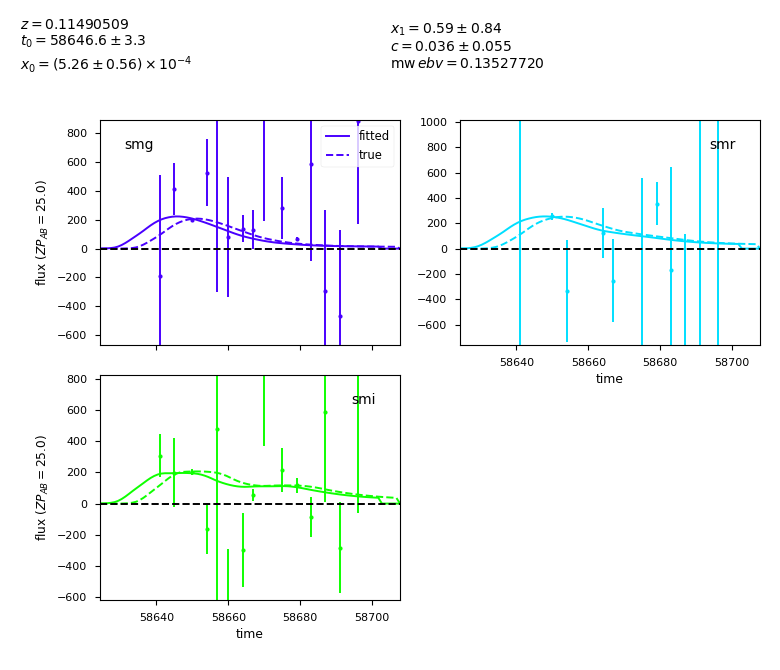 z = 0.11490509
t₀ = 58646.6 ± 3.3
x₀ = (5.26 ± 0.56) × 10⁻⁴
x₁ = 0.59 ± 0.84
c = 0.036 ± 0.055
mw ebv = 0.13527720
smg
fitted
true
800
600
400
200
0
−200
−400
−600
flux (ZP_AB = 25.0)
smr
1000
800
600
400
200
0
−200
−400
−600
58640 58660 58680 58700
time
smi
800
600
400
200
0
−200
−400
−600
flux (ZP_AB = 25.0)
58640 58660 58680 58700
time